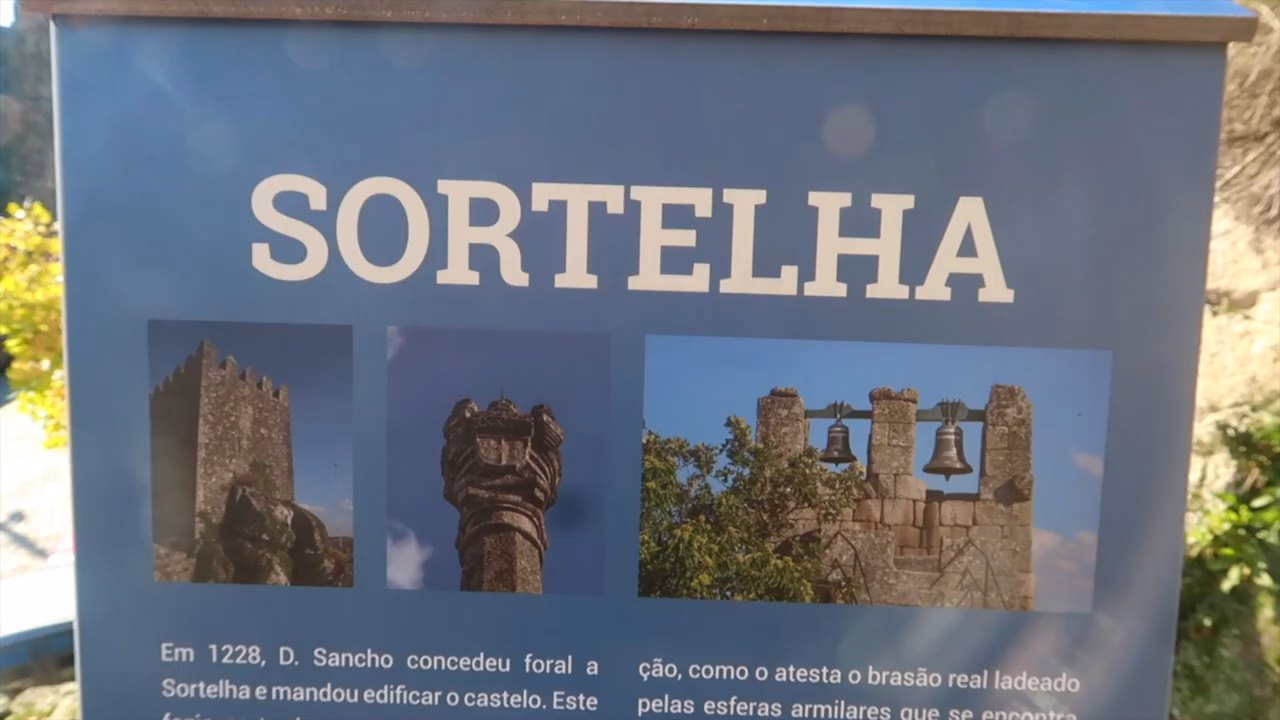 SORTELHA
Em 1228, D. Sancho concedeu foral a
Sortelha e mandou edificar o castelo. Este
ção, como o atesta o brasão real ladeado
pelas esferas armilares que se encontra